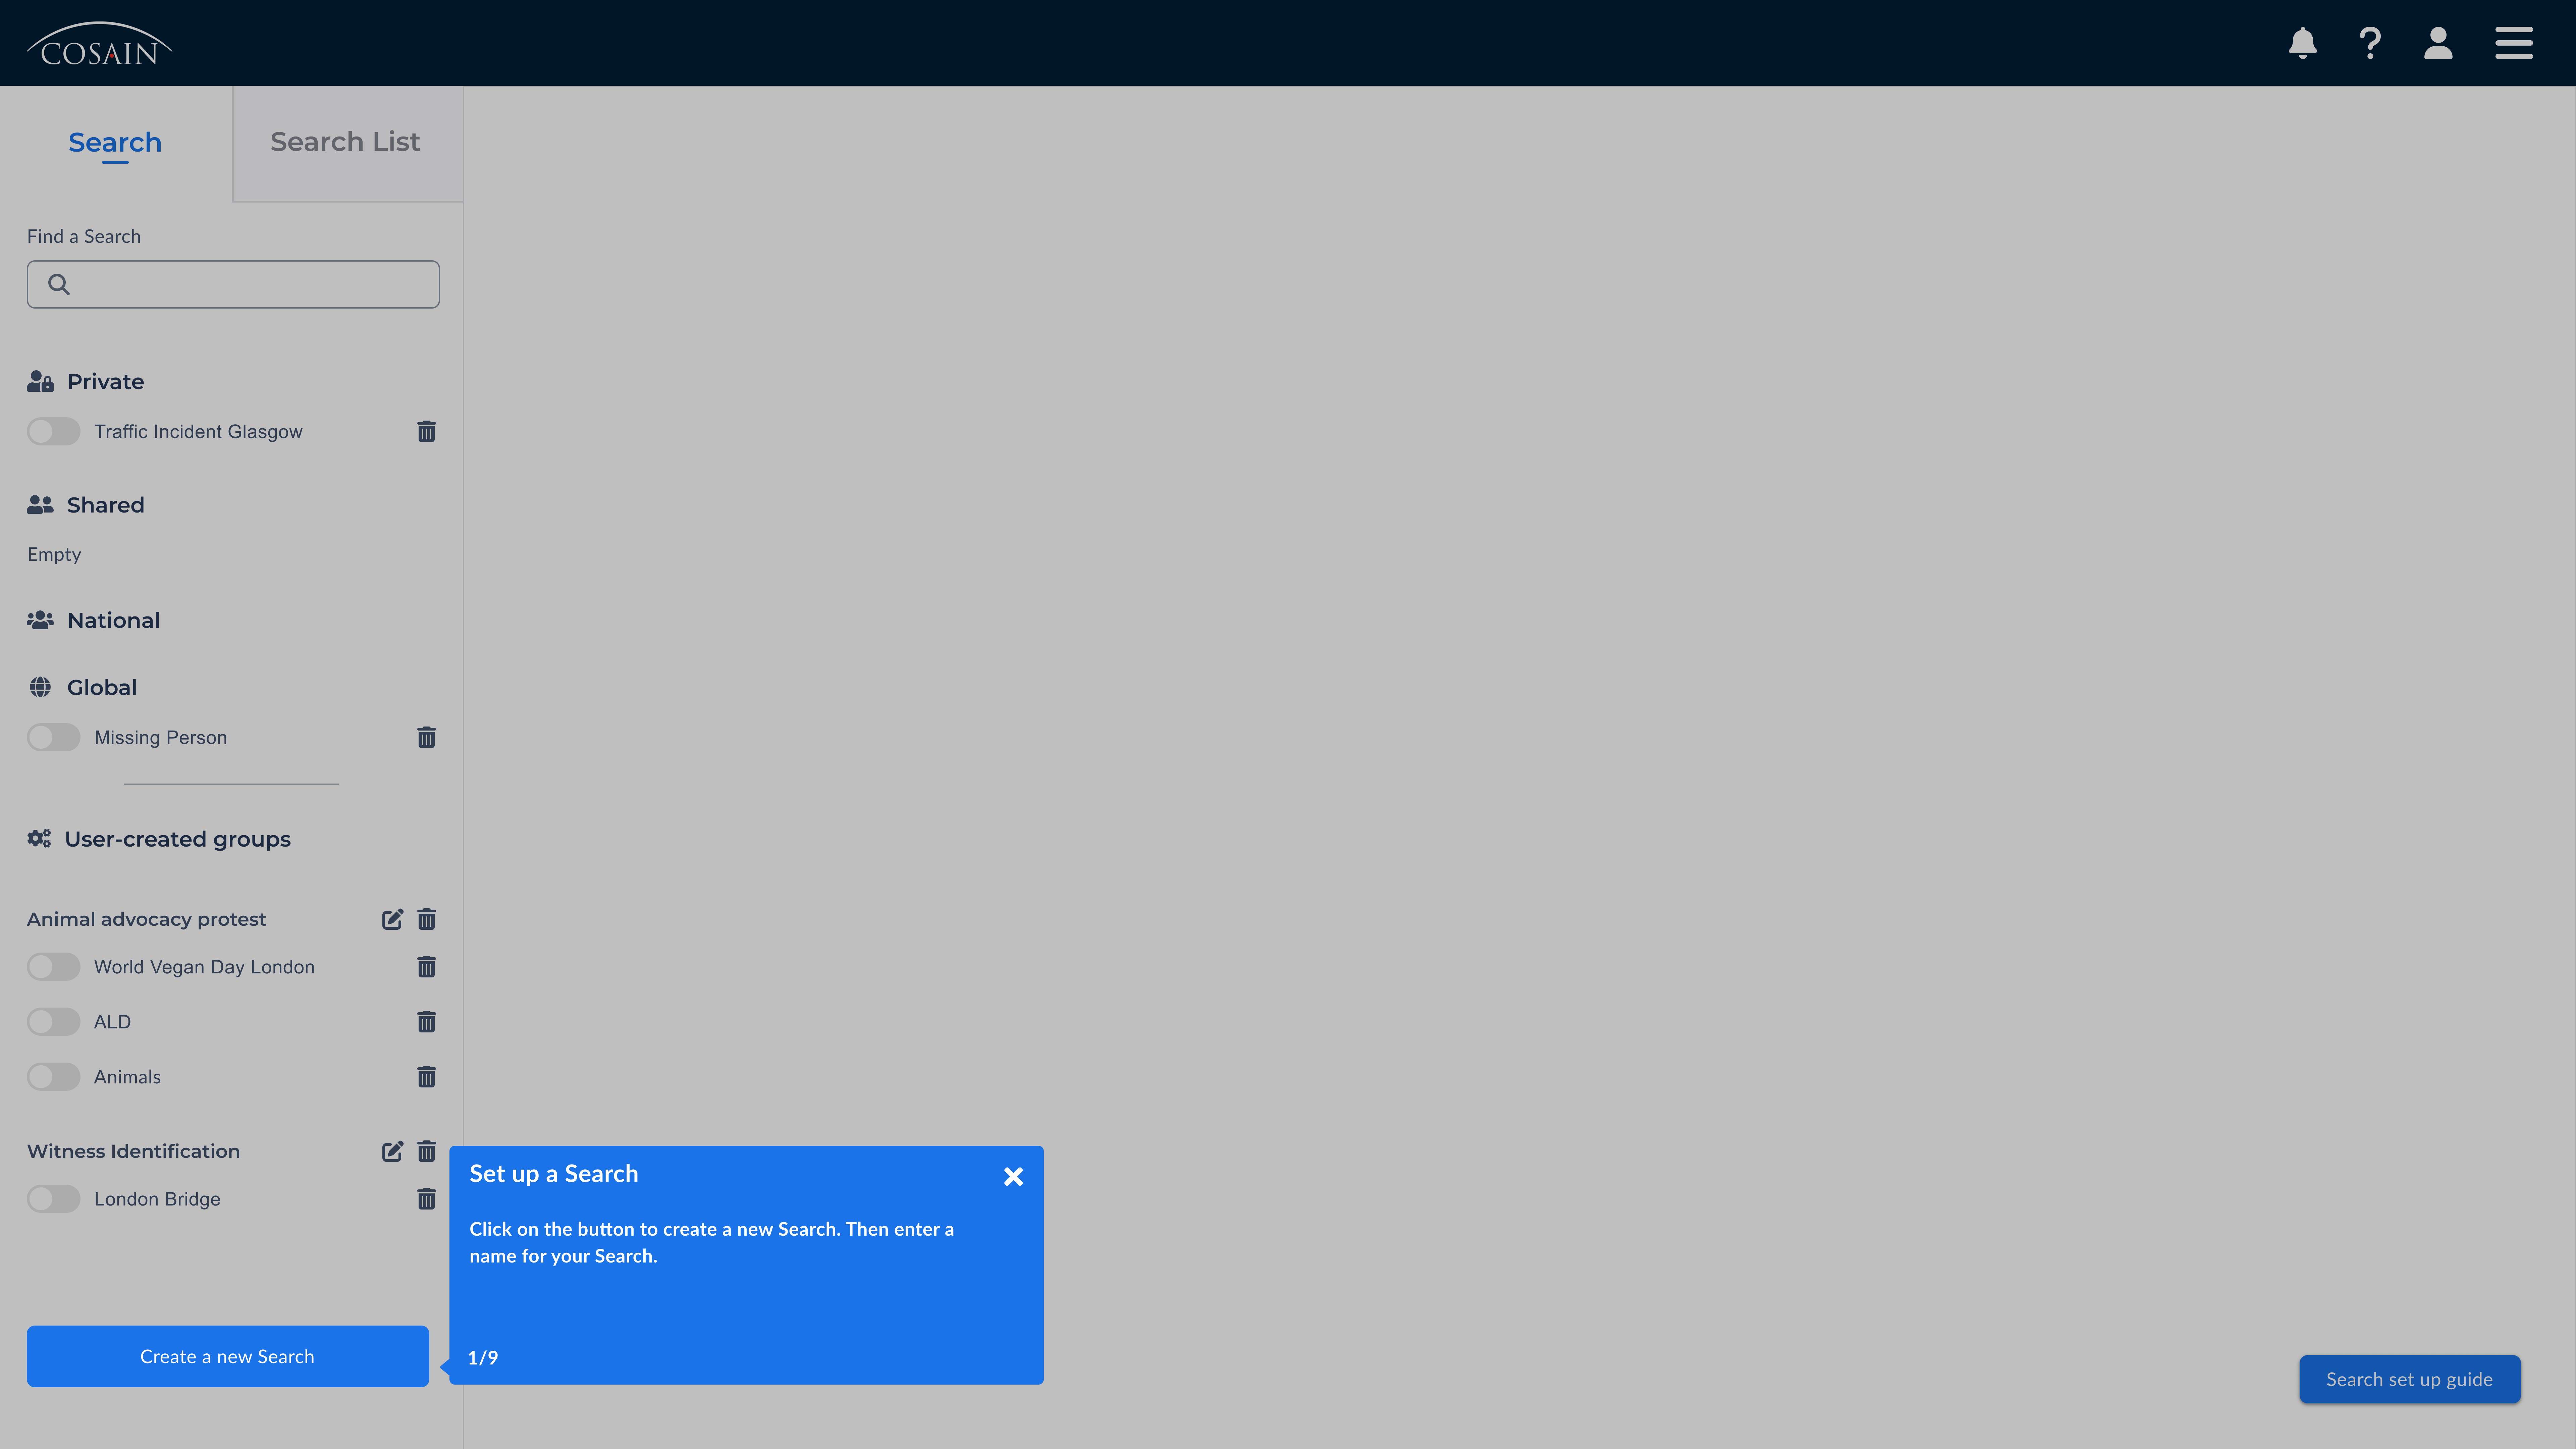 COSAIN
Search
Search List
Find a Search
Private
Traffic Incident Glasgow
Shared
Empty
National
Global
Missing Person
User-created groups
Animal advocacy protest
World Vegan Day London
ALD
Animals
Witness Identification
London Bridge
Create a new Search
Set up a Search
Click on the button to create a new Search. Then enter a
name for your Search.
1/9
Search set up guide